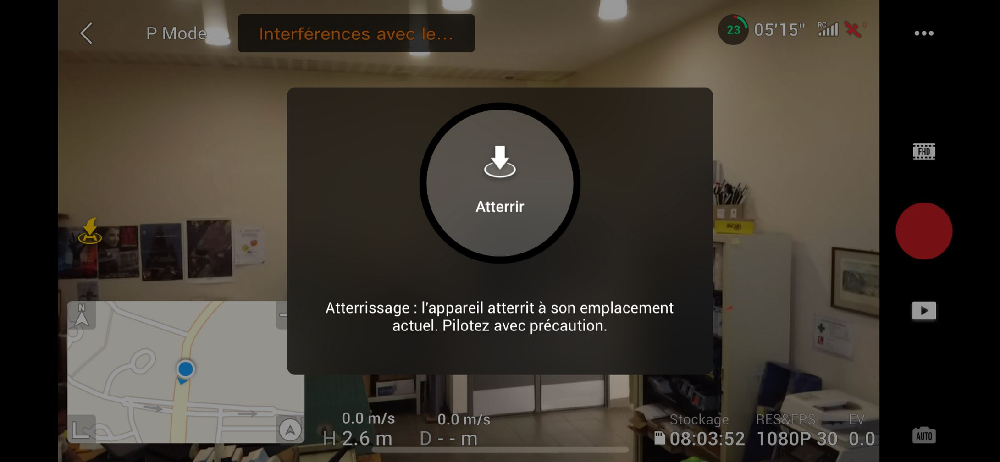 P Mode
Interférences avec le...
23
05'15"
RC
0
FHD
Atterrir
Atterrissage : l'appareil atterrit à son emplacement
actuel. Pilotez avec précaution.
N
0.0 m/s
0.0 m/s
H 2.6 m
D - - m
Stockage
RES&FPS
EV
08:03:52
1080P 30
0.0
AUTO